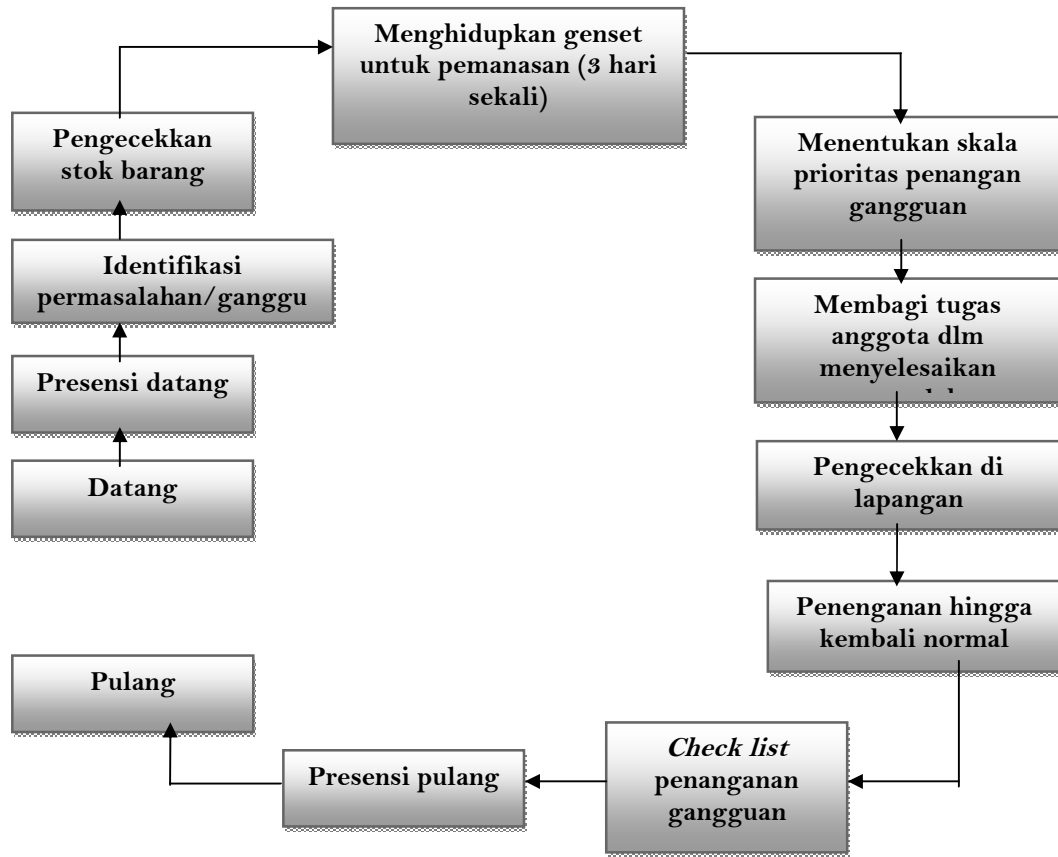 Menghidupkan genset
untuk pemanasan (3 hari
sekali)
Pengecekkan
stok barang
Menentukan skala
prioritas penangan
gangguan
Identifikasi
permasalahan/ganggu
Membagi tugas
anggota dlm
menyelesaikan
Presensi datang
Pengecekkan di
lapangan
Datang
Penenganan hingga
kembali normal
Pulang
Check list
penanganan
gangguan
Presensi pulang